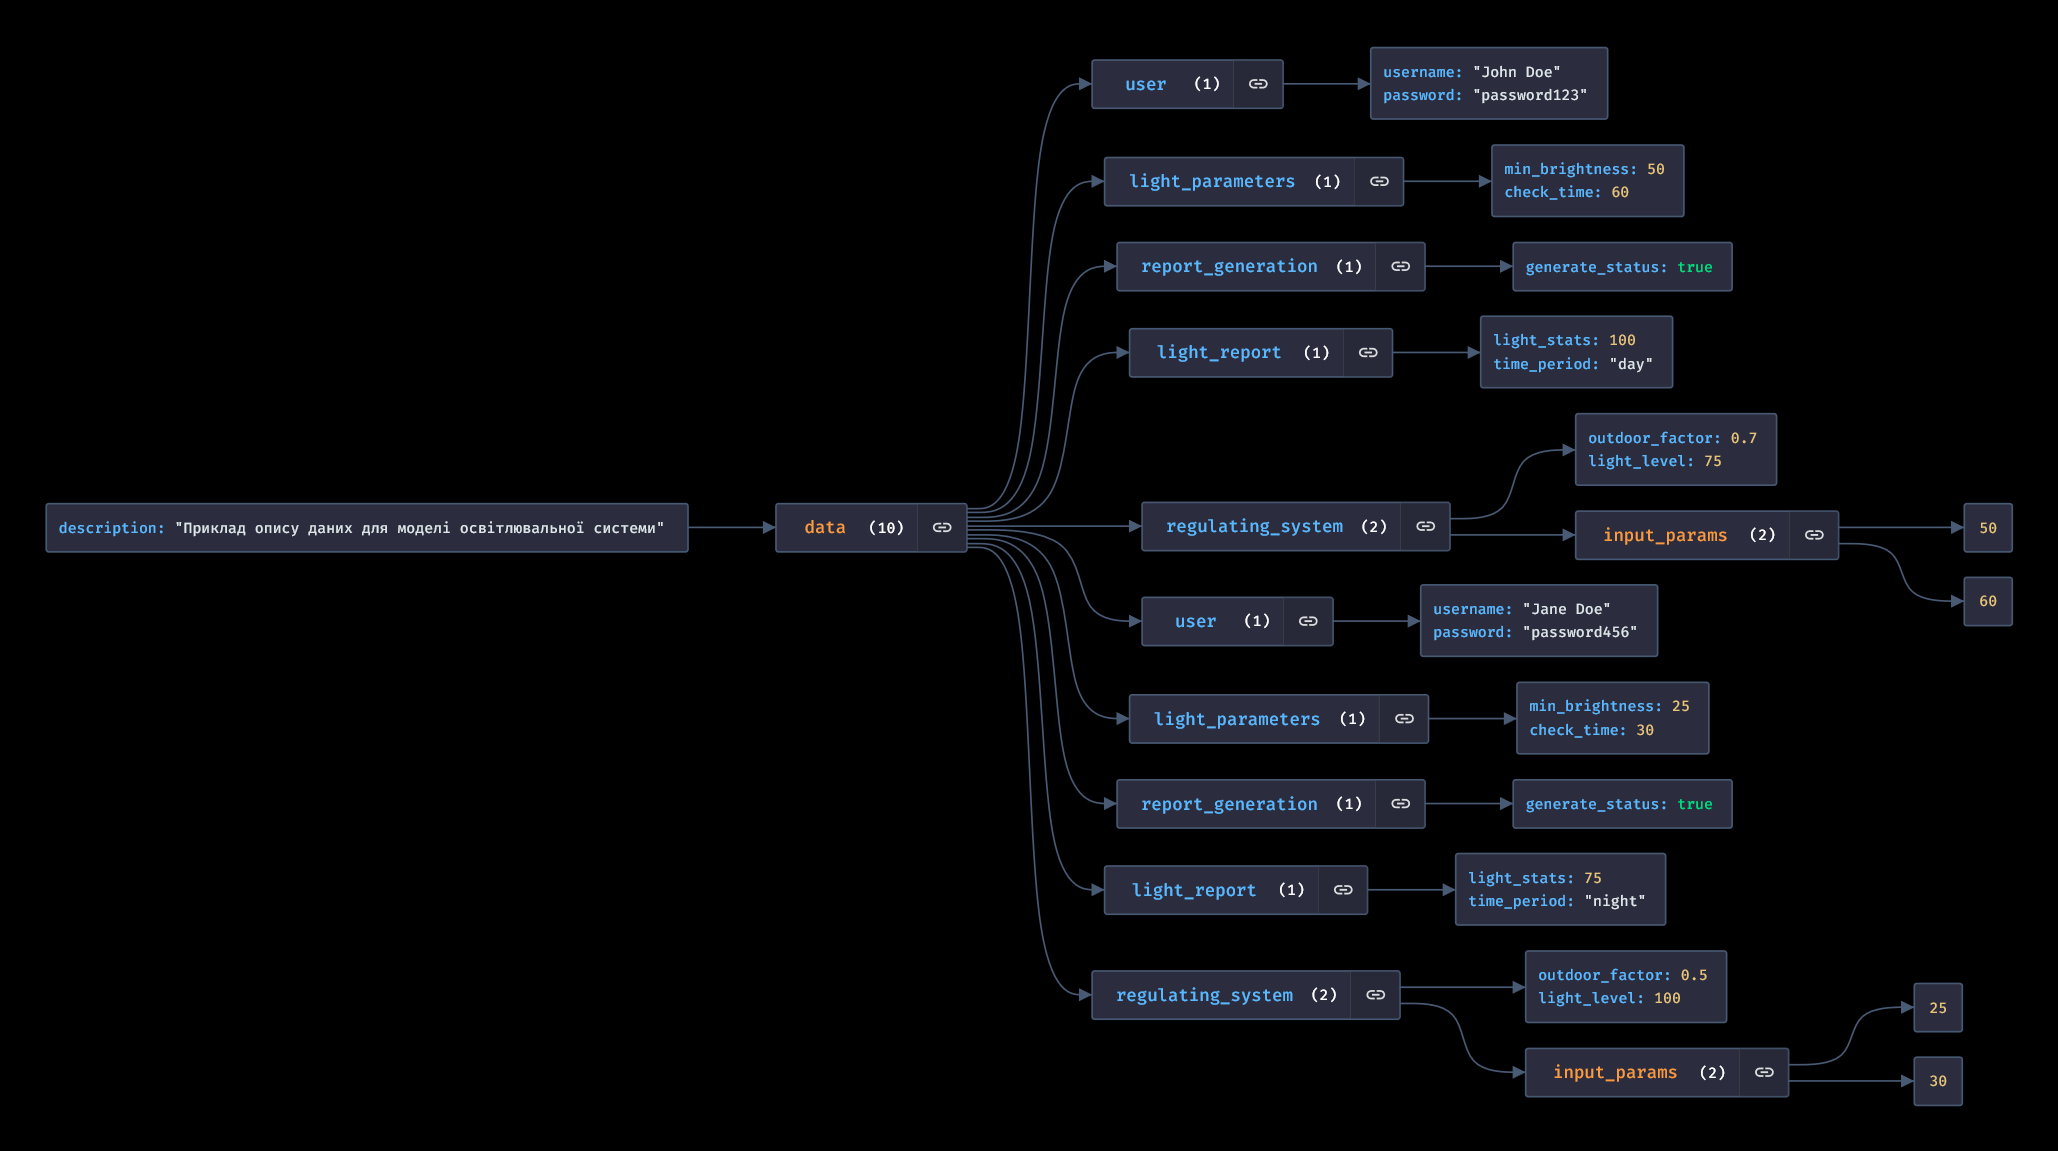 description: "Приклад опису даних для моделі освітлювальної системи"
data (10)
user (1)
username: "John Doe"
password: "password123"
light_parameters (1)
min_brightness: 50
check_time: 60
report_generation (1)
generate_status: true
light_report (1)
light_stats: 100
time_period: "day"
regulating_system (2)
outdoor_factor: 0.7
light_level: 75
input_params (2)
50
60
user (1)
username: "Jane Doe"
password: "password456"
light_parameters (1)
min_brightness: 25
check_time: 30
report_generation (1)
generate_status: true
light_report (1)
light_stats: 75
time_period: "night"
regulating_system (2)
outdoor_factor: 0.5
light_level: 100
input_params (2)
25
30